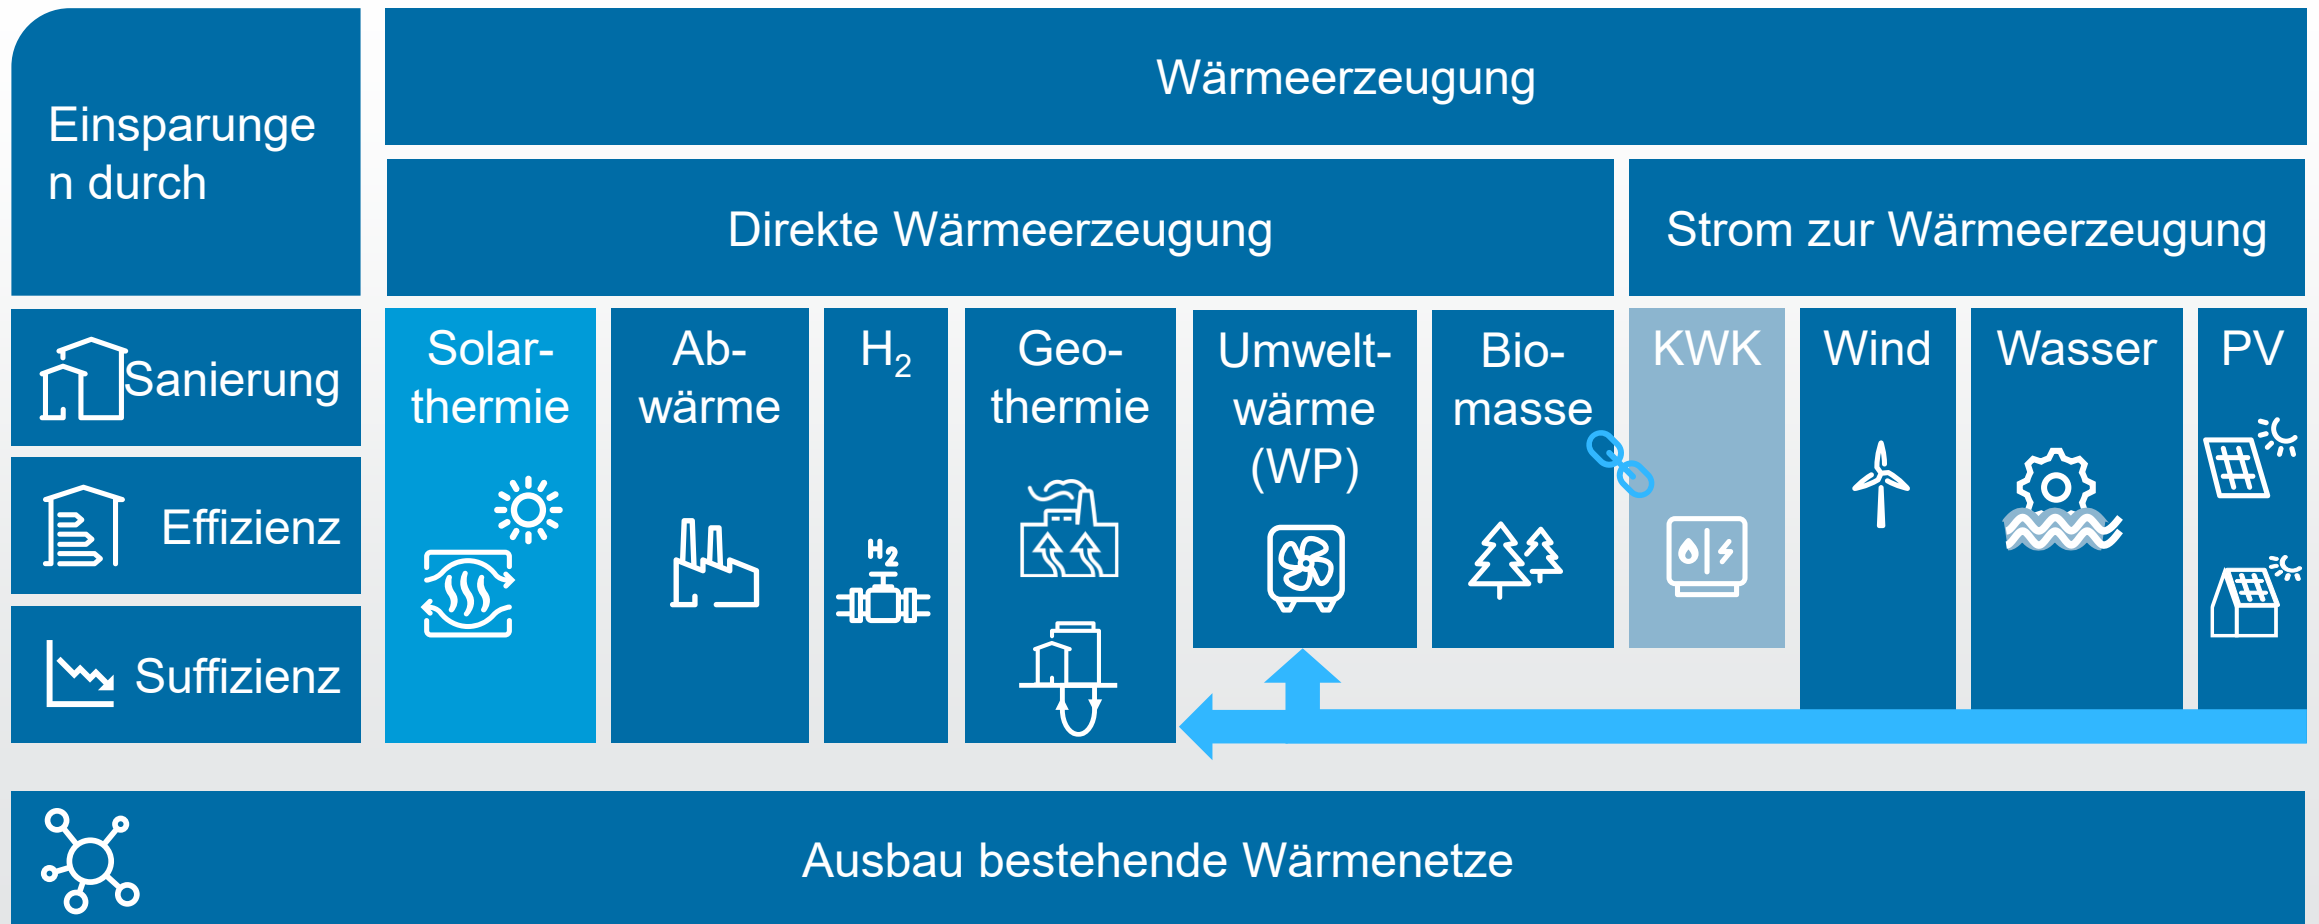 Einsparunge
n durch
Wärmeerzeugung
Direkte Wärmeerzeugung
Strom zur Wärmeerzeugung
Sanierung
Effizienz
Suffizienz
Solar-
thermie
Ab-
wärme
H₂
H2
Geo-
thermie
Umwelt-
wärme
(WP)
Bio-
masse
KWK
Wind
Wasser
PV
Ausbau bestehende Wärmenetze